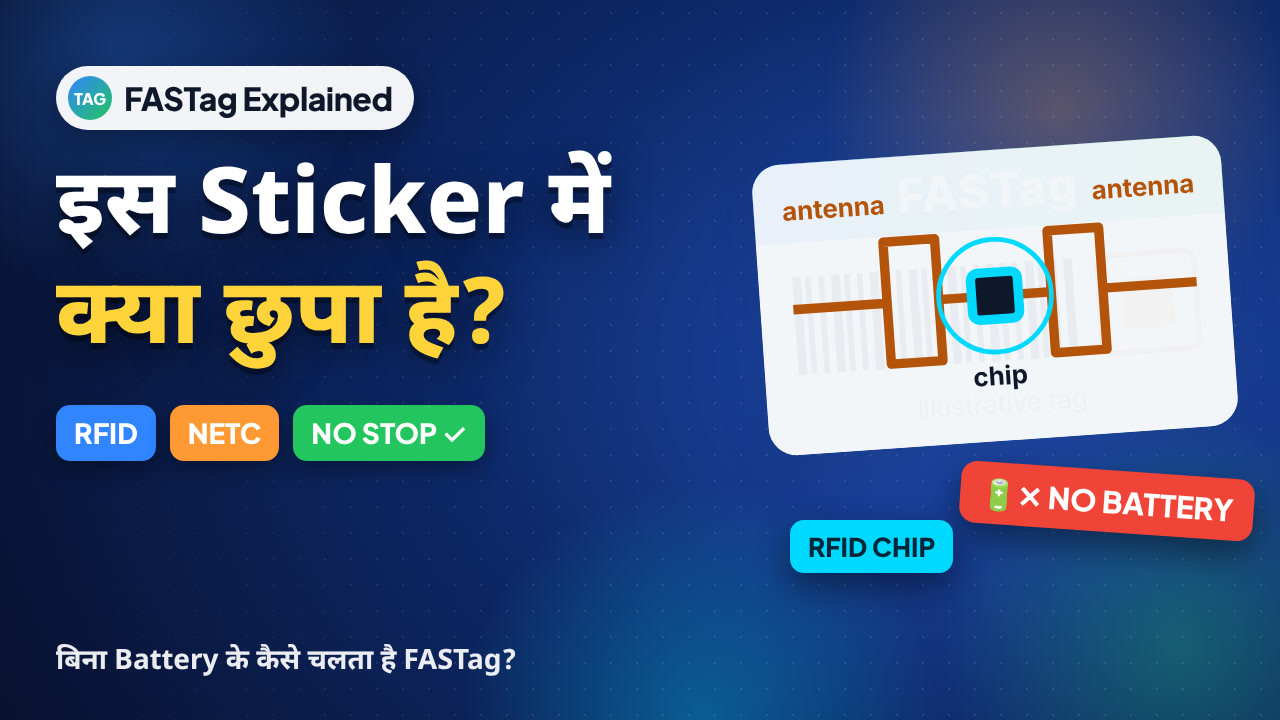 TAG FASTag Explained
इस Sticker में
क्या छुपा है?
RFID NETC NO STOP ✓
FASTag
antenna antenna
chip
illustrative tag
✕ NO BATTERY
RFID CHIP
बिना Battery के कैसे चलता है FASTag?